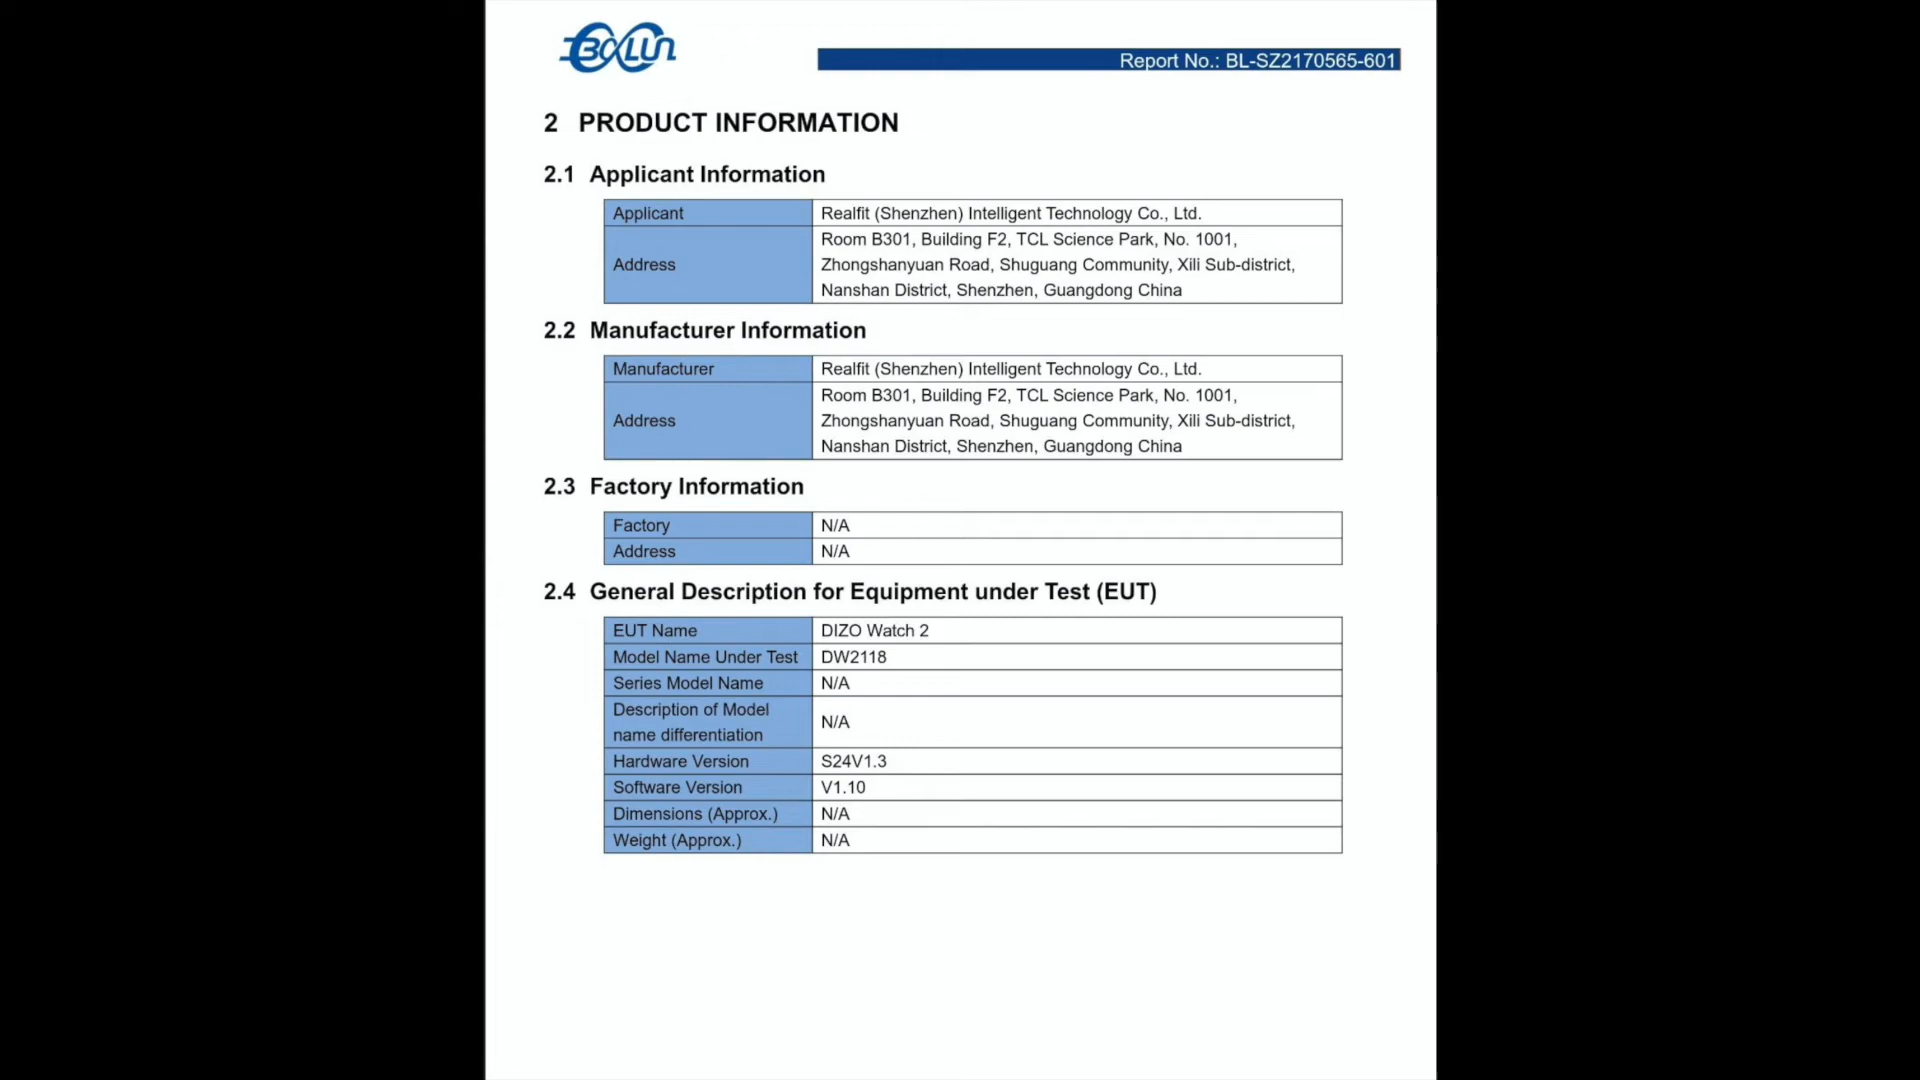 BALUN
Report No.: BL-SZ2170565-601
2 PRODUCT INFORMATION
2.1 Applicant Information
Applicant Realfit (Shenzhen) Intelligent Technology Co., Ltd.
Address Room B301, Building F2, TCL Science Park, No. 1001,
Zhongshanyuan Road, Shuguang Community, Xili Sub-district,
Nanshan District, Shenzhen, Guangdong China
2.2 Manufacturer Information
Manufacturer Realfit (Shenzhen) Intelligent Technology Co., Ltd.
Address Room B301, Building F2, TCL Science Park, No. 1001,
Zhongshanyuan Road, Shuguang Community, Xili Sub-district,
Nanshan District, Shenzhen, Guangdong China
2.3 Factory Information
Factory N/A
Address N/A
2.4 General Description for Equipment under Test (EUT)
EUT Name DIZO Watch 2
Model Name Under Test DW2118
Series Model Name N/A
Description of Model
name differentiation N/A
Hardware Version S24V1.3
Software Version V1.10
Dimensions (Approx.) N/A
Weight (Approx.) N/A